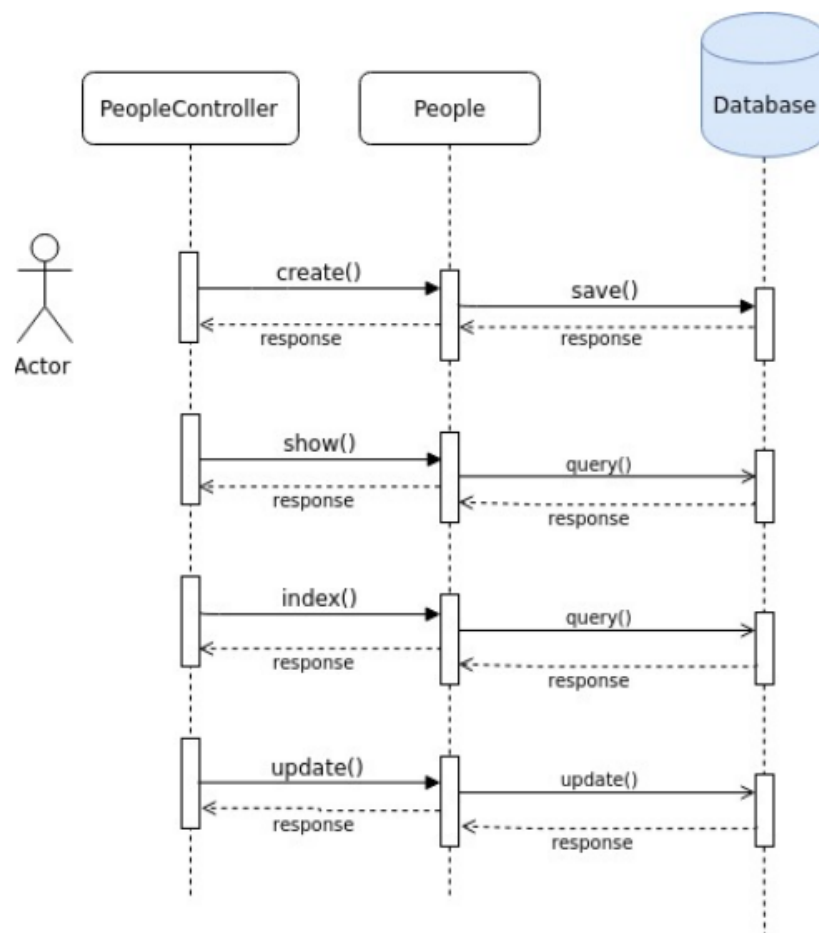 PeopleController
People
Database
Actor
create()
save()
response
response
show()
query()
response
response
index()
query()
response
response
update()
update()
response
response